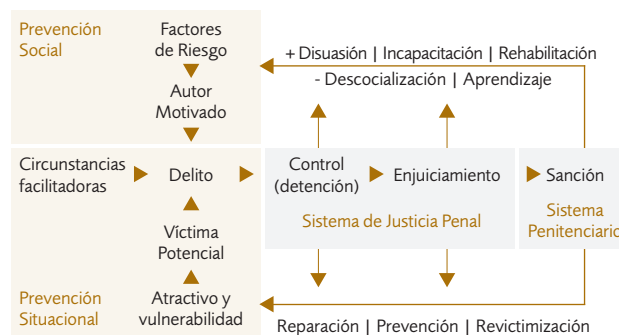 Prevención
Social
Factores
de Riesgo
+ Disuasión | Incapacitación | Rehabilitación
- Descocialización | Aprendizaje
Autor
Motivado
Circunstancias
facilitadoras
Delito
Control
(detención)
Enjuiciamiento
Sanción
Sistema de Justicia Penal
Sistema
Penitenciario
Víctima
Potencial
Prevención
Situacional
Atractivo y
vulnerabilidad
Reparación | Prevención | Revictimización